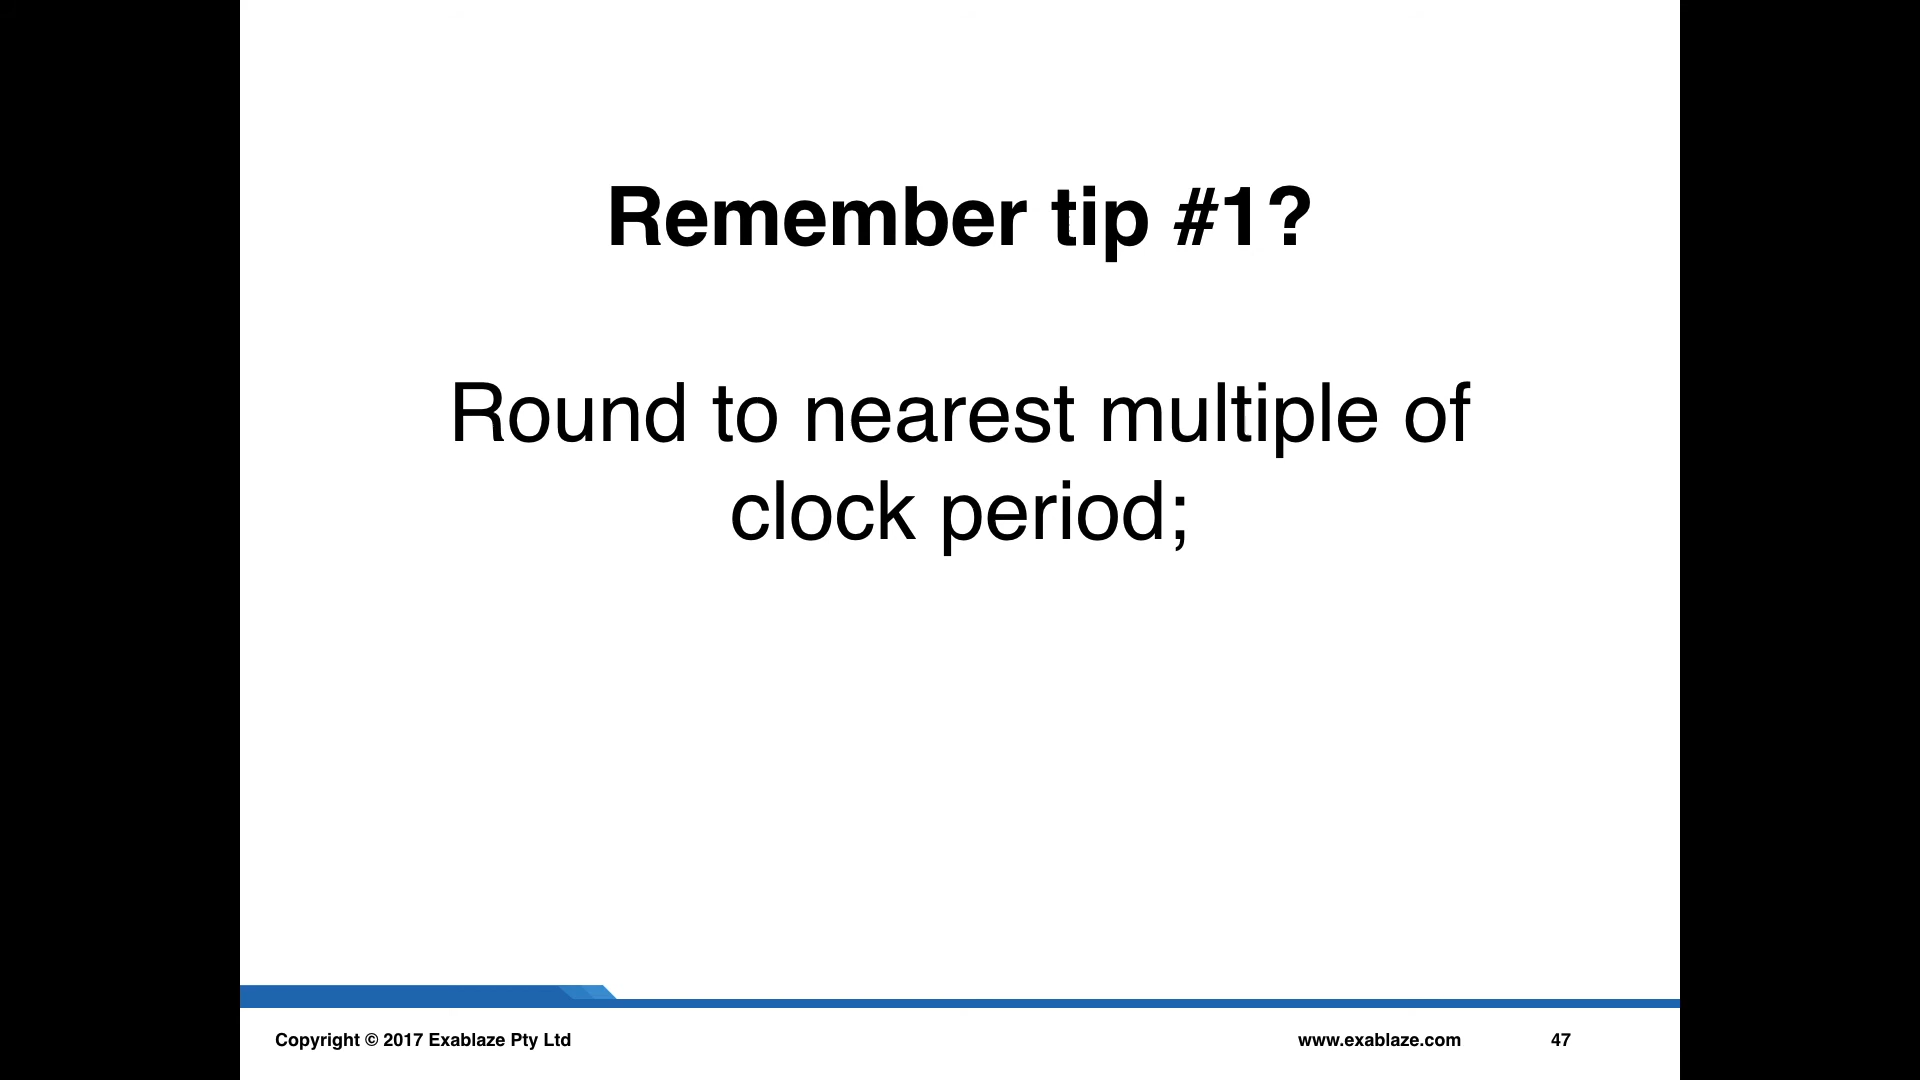 Remember tip #1?
Round to nearest multiple of
clock period;
Copyright © 2017 Exablaze Pty Ltd
www.exablaze.com
47